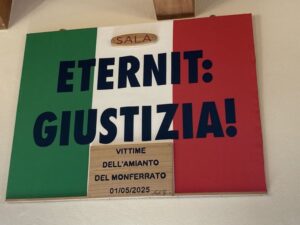 SALA
ETERNIT:
GIUSTIZIA!
VITTIME
DELL'AMIANTO
DEL MONFERRATO
01/05/2025